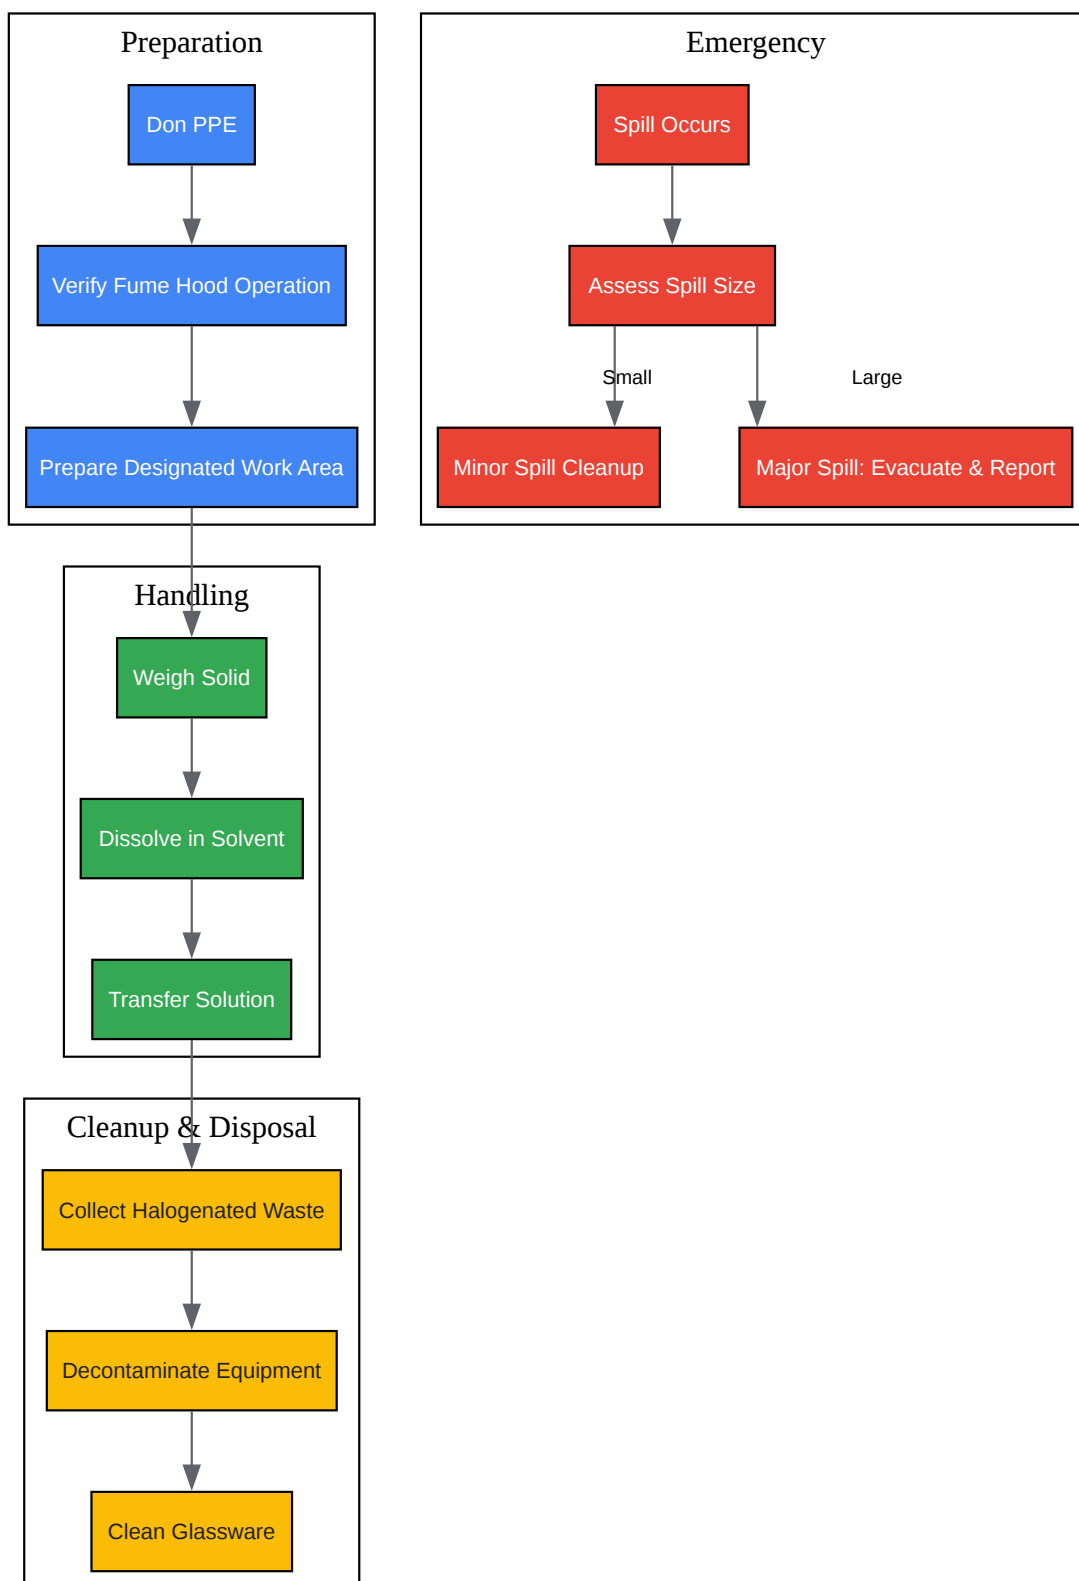 Preparation
Don PPE
Verify Fume Hood Operation
Prepare Designated Work Area
Emergency
Spill Occurs
Assess Spill Size
Small
Large
Minor Spill Cleanup
Major Spill: Evacuate & Report
Handling
Weigh Solid
Dissolve in Solvent
Transfer Solution
Cleanup & Disposal
Collect Halogenated Waste
Decontaminate Equipment
Clean Glassware